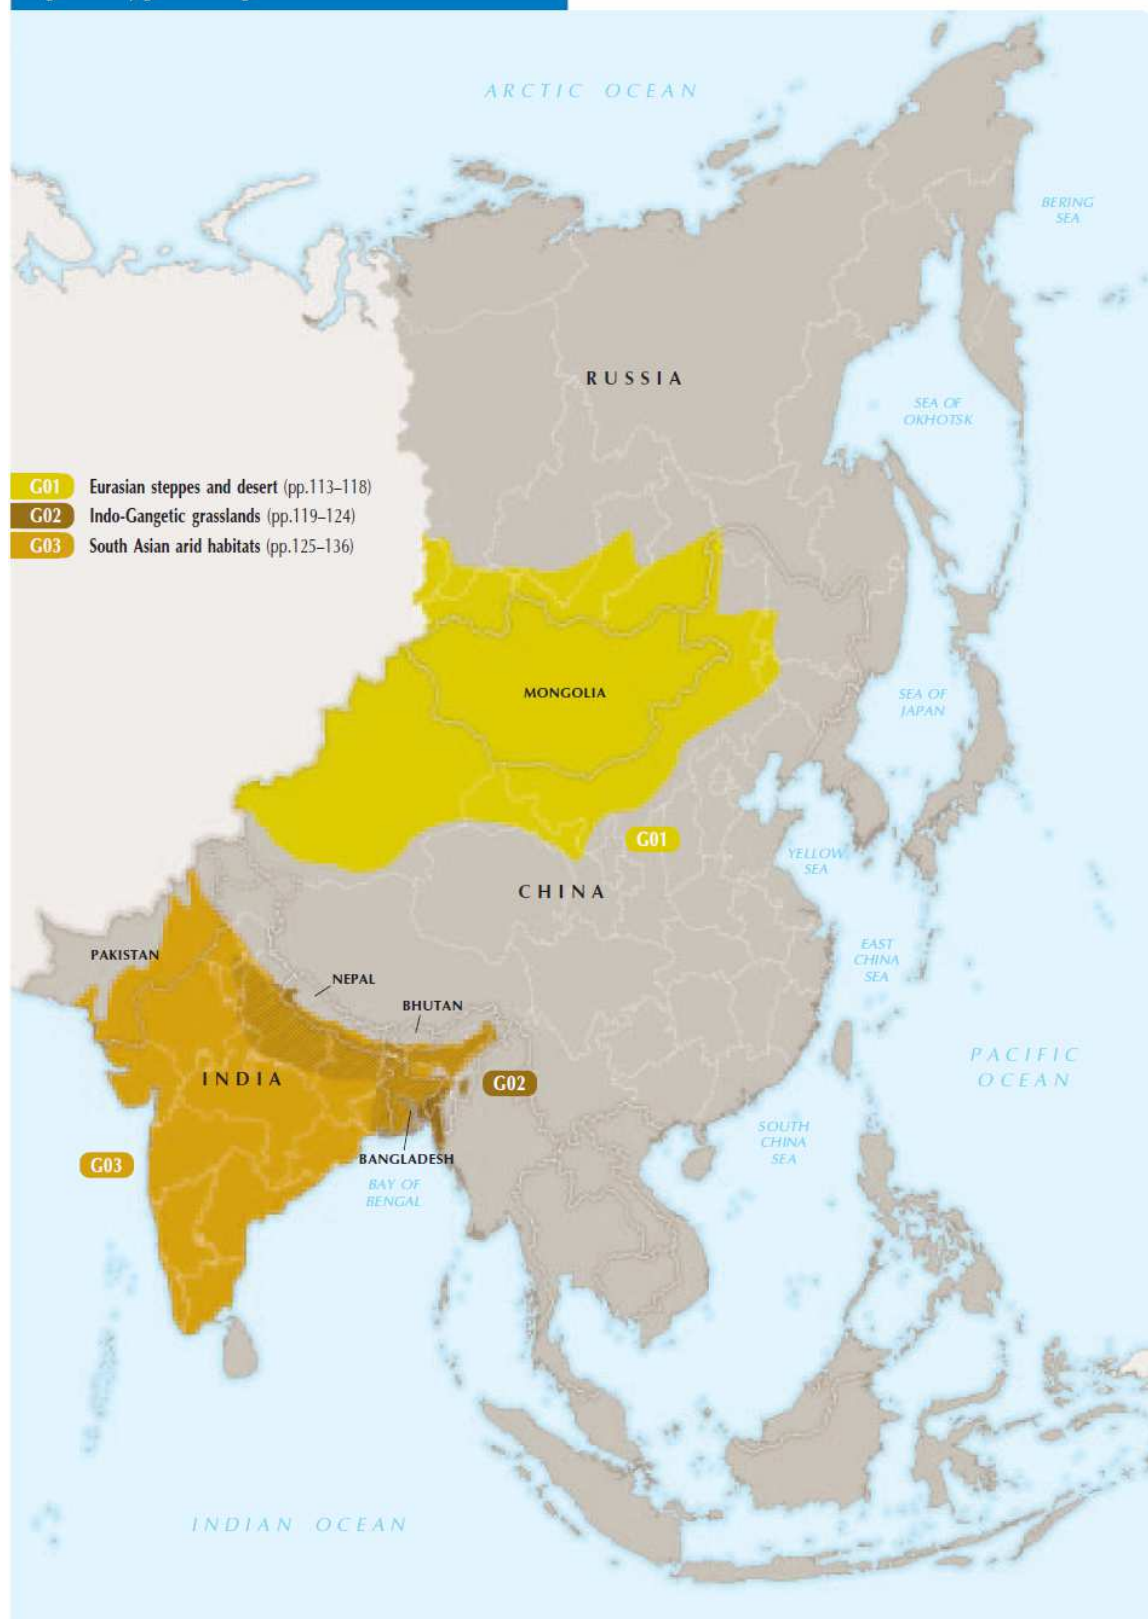 ARCTIC OCEAN
BERING
SEA
RUSSIA
SEA OF
OKHOTSK
G01 Eurasian steppes and desert (pp.113–118)
G02 Indo-Gangetic grasslands (pp.119–124)
G03 South Asian arid habitats (pp.125–136)
MONGOLIA
SEA OF
JAPAN
G01
YELLOW
SEA
CHINA
PAKISTAN
EAST
CHINA
SEA
NEPAL
BHUTAN
PACIFIC
OCEAN
INDIA
G02
SOUTH
CHINA
SEA
BANGLADESH
G03
BAY OF
BENGAL
INDIAN OCEAN